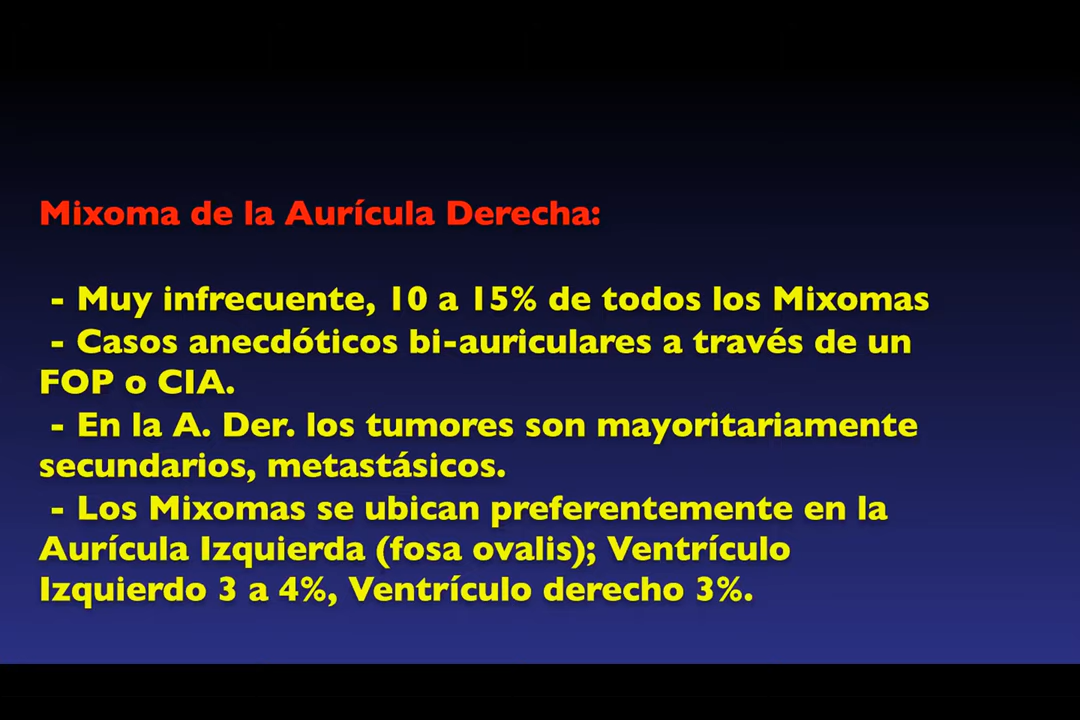 Mixoma de la Aurícula Derecha:
- Muy infrecuente, 10 a 15% de todos los Mixomas
- Casos anecdóticos bi-auriculares a través de un
FOP o CIA.
- En la A. Der. los tumores son mayoritariamente
secundarios, metastásicos.
- Los Mixomas se ubican preferentemente en la
Aurícula Izquierda (fosa ovalis); Ventrículo
Izquierdo 3 a 4%, Ventrículo derecho 3%.